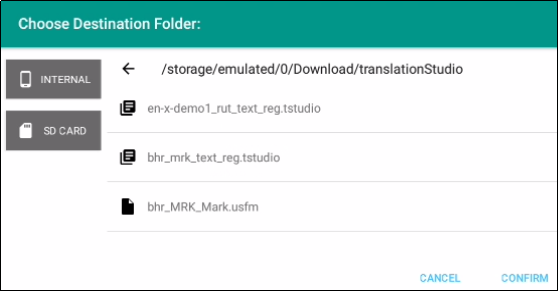 Choose Destination Folder:
INTERNAL
/storage/emulated/0/Download/translationStudio
en-x-demo1_rut_text_reg.tstudio
SD CARD
bhr_mrk_text_reg.tstudio
bhr_MRK_Mark.usfm
CANCEL CONFIRM